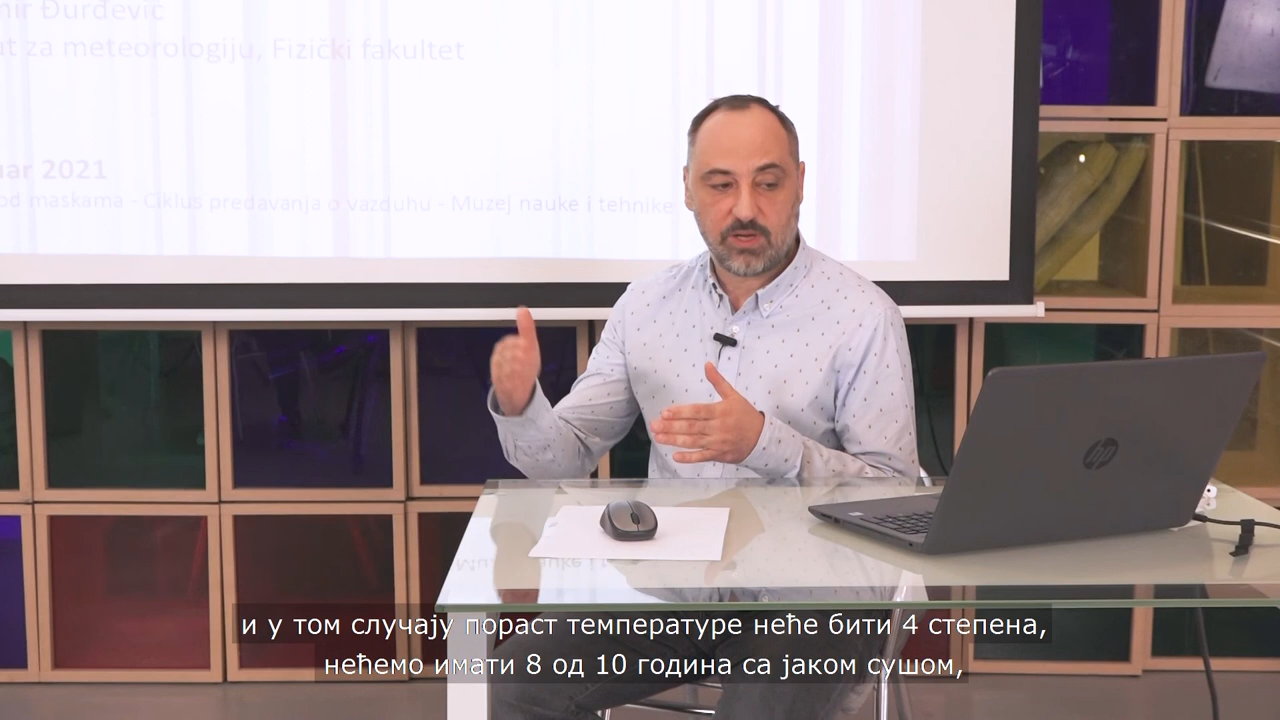 mir Đurđević
ut za meteorologiju, Fizički fakultet
uar 2021
od maskama - Ciklus predavanja o vazduhu - Muzej nauke i tehnike
hp
и у том случају пораст температуре неће бити 4 степена,
нећемо имати 8 од 10 година са јаком сушом,